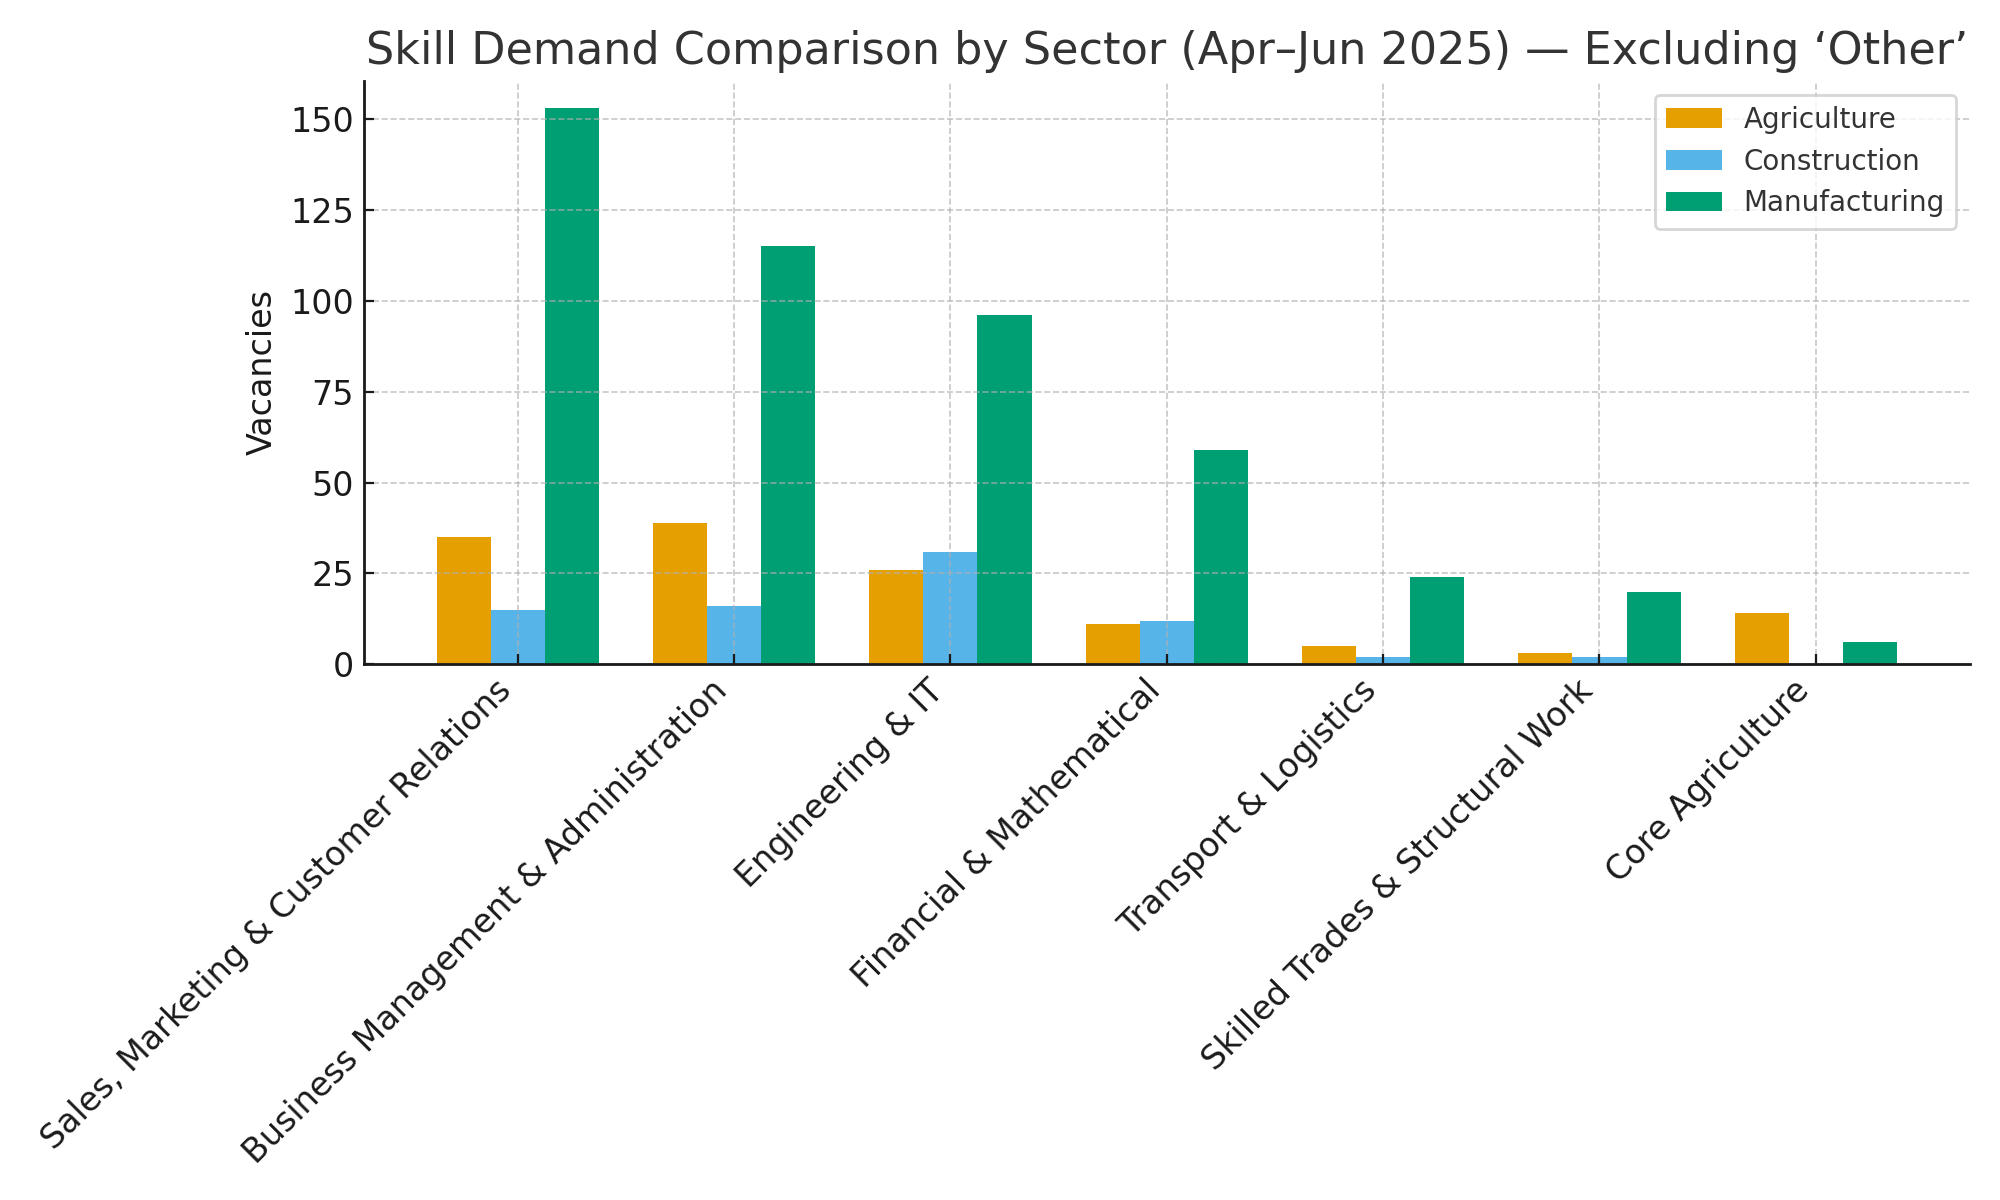 Skill Demand Comparison by Sector (Apr–Jun 2025) — Excluding ‘Other’
Agriculture
Construction
Manufacturing
Vacancies
150
125
100
75
50
25
0
Sales, Marketing & Customer Relations
Business Management & Administration
Engineering & IT
Financial & Mathematical
Transport & Logistics
Skilled Trades & Structural Work
Core Agriculture